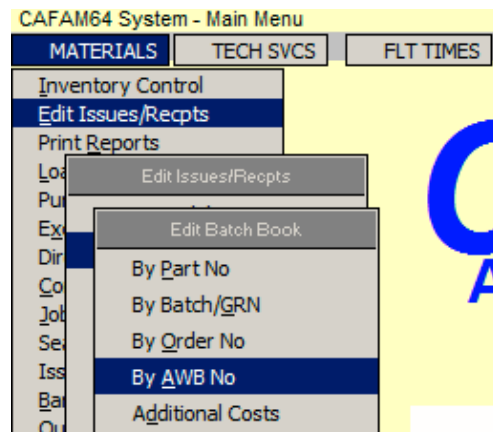 CAFAM64 System - Main Menu
MATERIALS TECH SVCS FLT TIMES
Inventory Control
Edit Issues/Recpts
Print Reports
Edit Issues/Recpts
Edit Batch Book
By Part No
By Batch/GRN
By Order No
By AWB No
Additional Costs